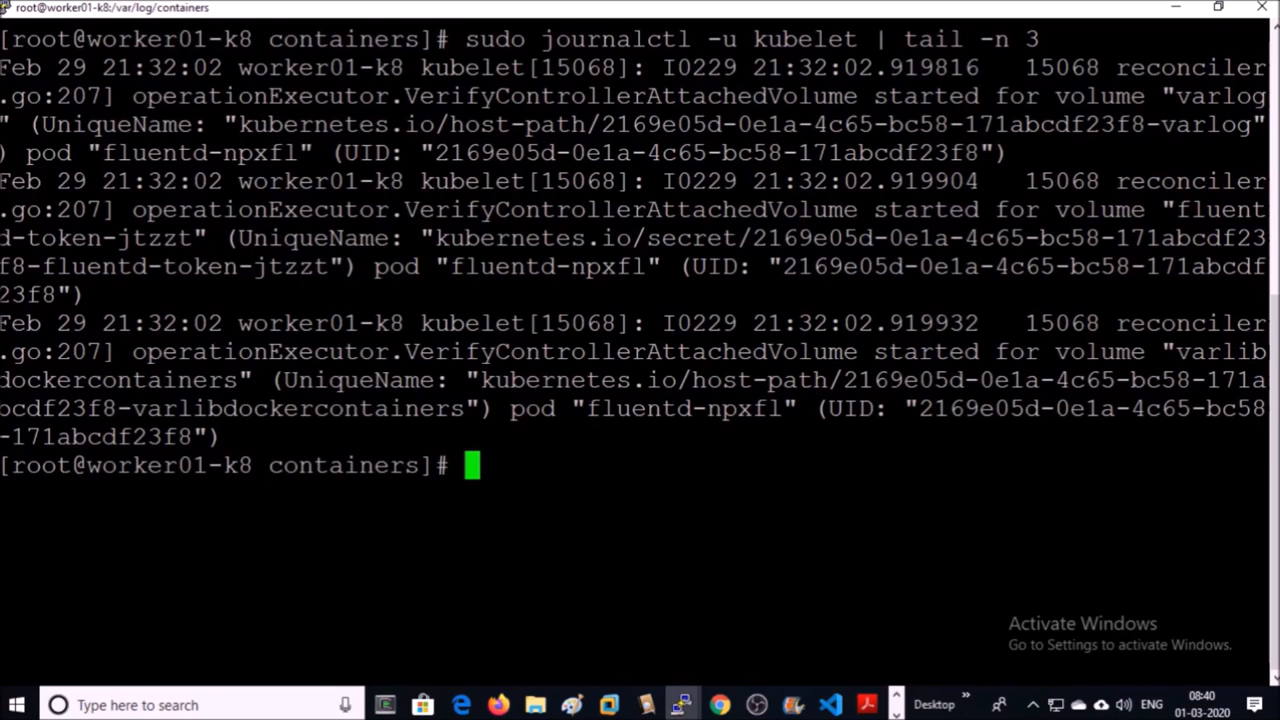 root@worker01-k8:/var/log/containers
[root@worker01-k8 containers]# sudo journalctl -u kubelet | tail -n 3
Feb 29 21:32:02 worker01-k8 kubelet[15068]: I0229 21:32:02.919816   15068 reconciler
.go:207] operationExecutor.VerifyControllerAttachedVolume started for volume "varlog
" (UniqueName: "kubernetes.io/host-path/2169e05d-0e1a-4c65-bc58-171abcdf23f8-varlog"
) pod "fluentd-npxfl" (UID: "2169e05d-0e1a-4c65-bc58-171abcdf23f8")
Feb 29 21:32:02 worker01-k8 kubelet[15068]: I0229 21:32:02.919904   15068 reconciler
.go:207] operationExecutor.VerifyControllerAttachedVolume started for volume "fluent
d-token-jtzzt" (UniqueName: "kubernetes.io/secret/2169e05d-0e1a-4c65-bc58-171abcdf23
f8-fluentd-token-jtzzt") pod "fluentd-npxfl" (UID: "2169e05d-0e1a-4c65-bc58-171abcdf
23f8")
Feb 29 21:32:02 worker01-k8 kubelet[15068]: I0229 21:32:02.919932   15068 reconciler
.go:207] operationExecutor.VerifyControllerAttachedVolume started for volume "varlib
dockercontainers" (UniqueName: "kubernetes.io/host-path/2169e05d-0e1a-4c65-bc58-171a
bcdf23f8-varlibdockercontainers") pod "fluentd-npxfl" (UID: "2169e05d-0e1a-4c65-bc58
-171abcdf23f8")
[root@worker01-k8 containers]#
Activate Windows
Go to Settings to activate Windows.
Type here to search
Desktop
ENG
08:40
01-03-2020